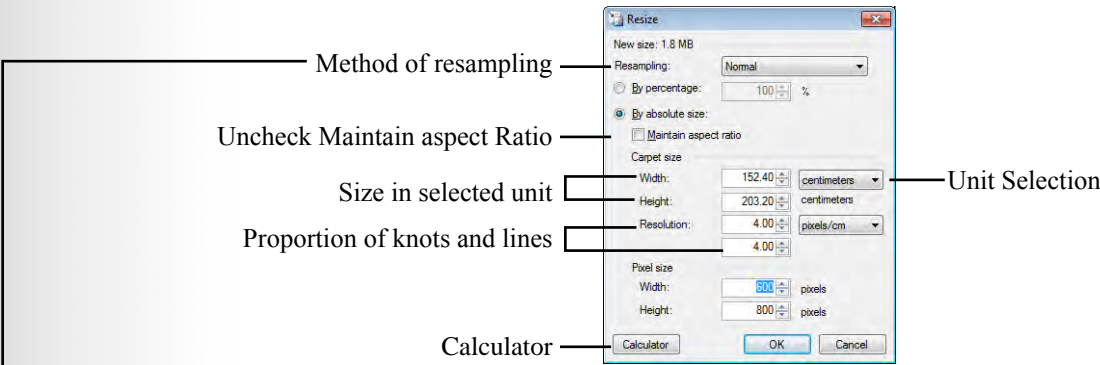 Resize
New size: 1.8 MB
Method of resampling
Resampling: Normal
By percentage: 100 %
By absolute size:
Uncheck Maintain aspect Ratio
Maintain aspect ratio
Carpet size
Width: 152.40 centimeters
Unit Selection
Size in selected unit
Height: 203.20 centimeters
Proportion of knots and lines
Resolution: 4.00 pixels/cm
4.00
Pixel size
Width: 600 pixels
Height: 800 pixels
Calculator
Calculator OK Cancel